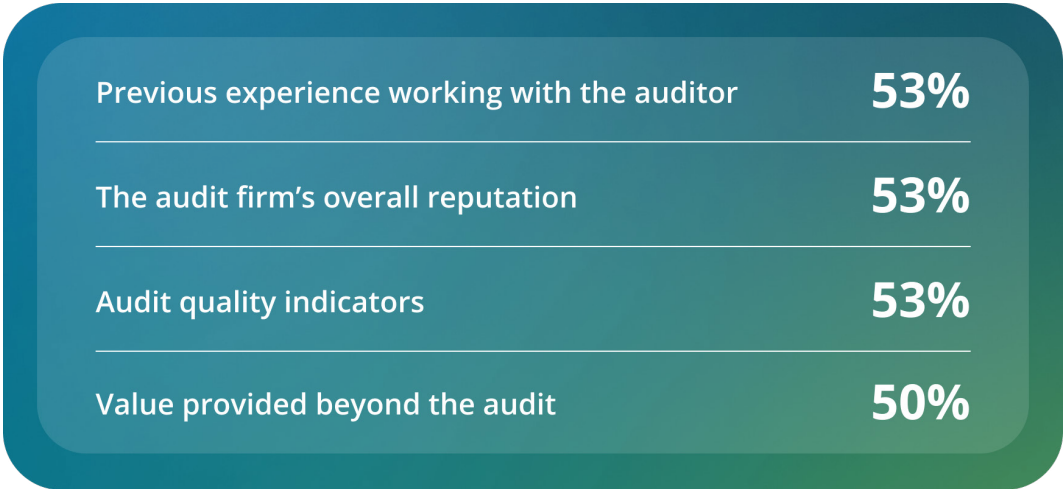 Previous experience working with the auditor 53%
The audit firm’s overall reputation 53%
Audit quality indicators 53%
Value provided beyond the audit 50%